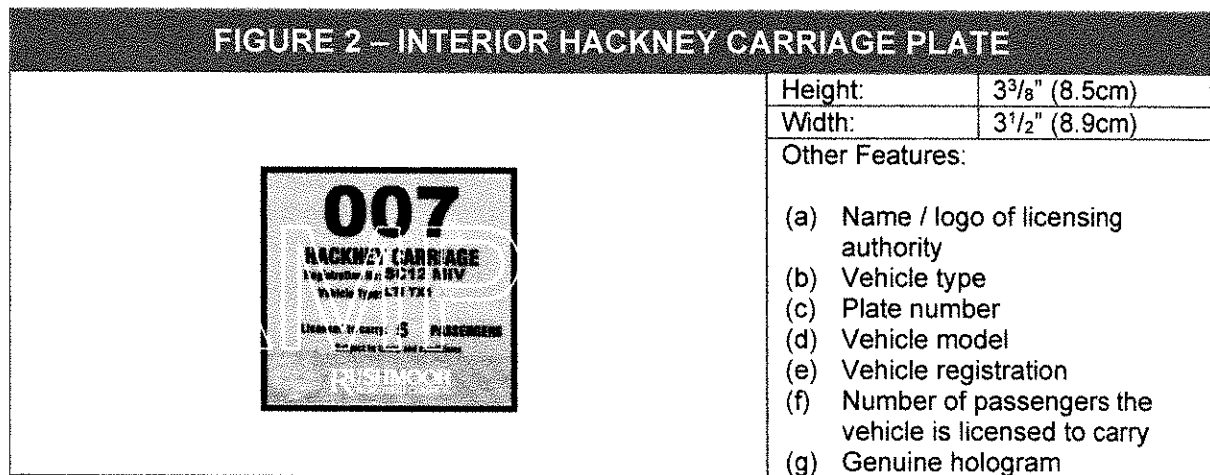 FIGURE 2 – INTERIOR HACKNEY CARRIAGE PLATE
Height: 3³/₈" (8.5cm)
Width: 3¹/₂" (8.9cm)
Other Features:
(a) Name / logo of licensing
authority
(b) Vehicle type
(c) Plate number
(d) Vehicle model
(e) Vehicle registration
(f) Number of passengers the
vehicle is licensed to carry
(g) Genuine hologram
007
HACKNEY CARRIAGE
Vehicle Type:
PASSENGERS
RUSHMOOR